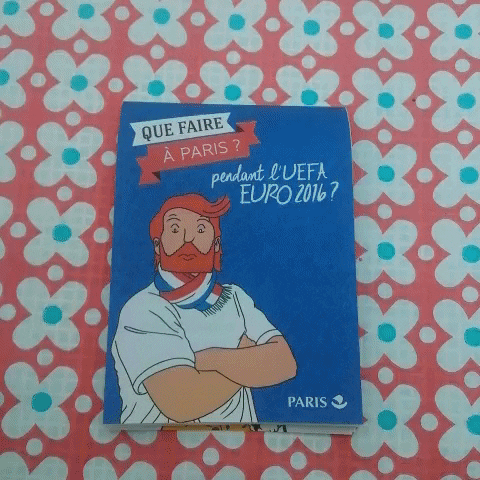 QUE FAIRE
À PARIS ?
pendant l'UEFA
EURO 2016 ?
PARIS